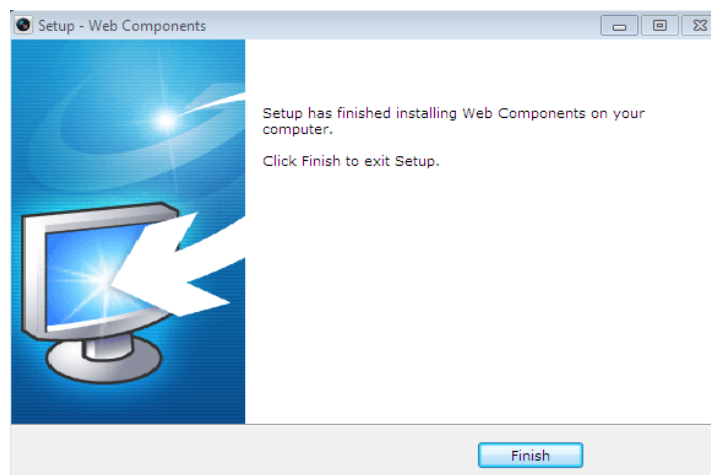 Setup - Web Components
Setup has finished installing Web Components on your
computer.
Click Finish to exit Setup.
Finish